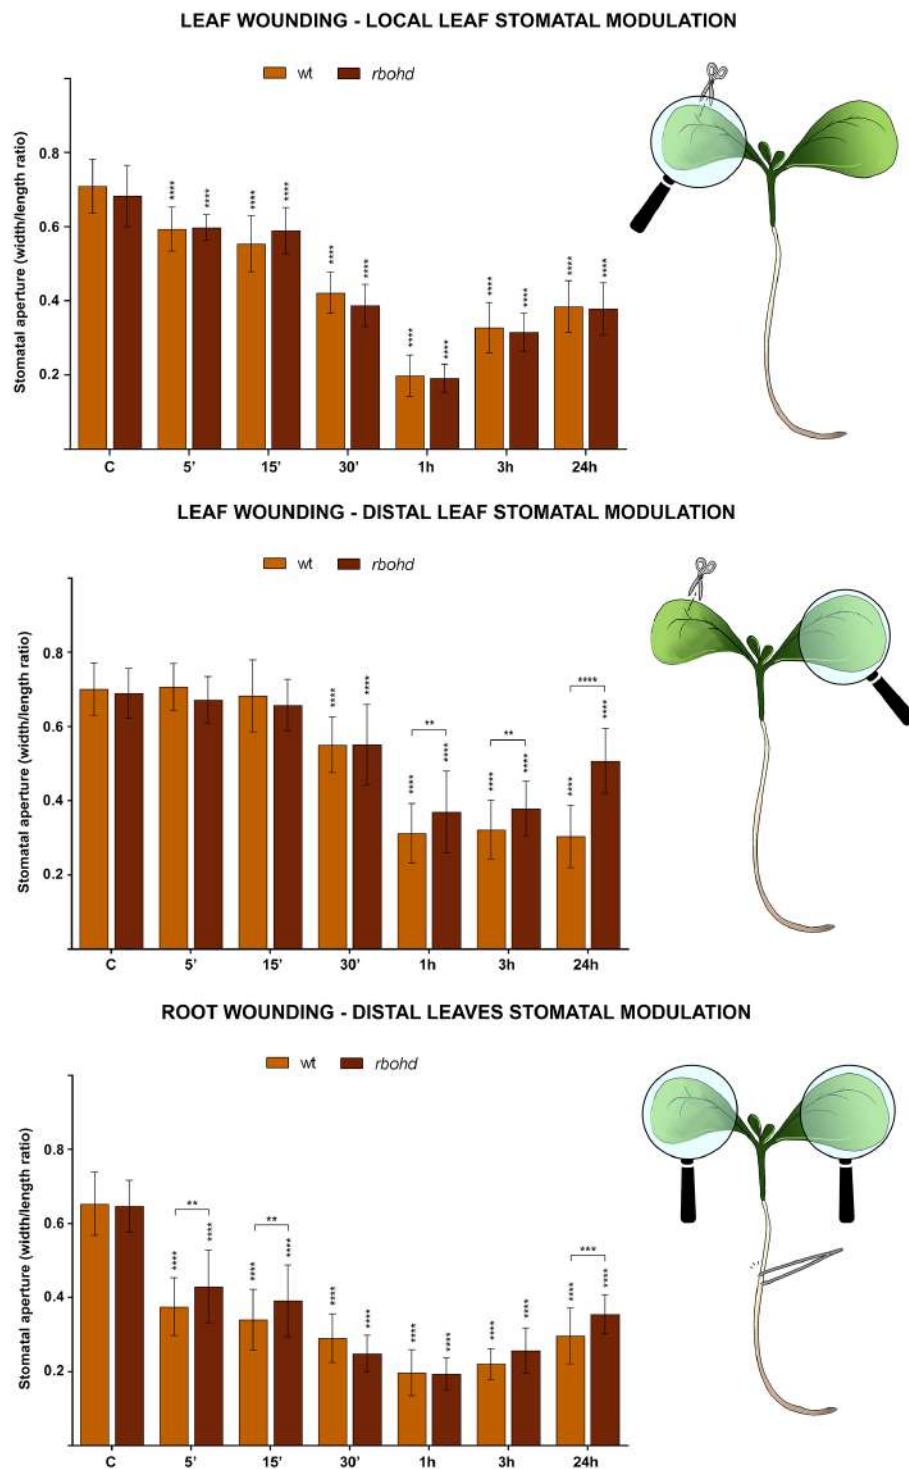 LEAF WOUNDING - LOCAL LEAF STOMATAL MODULATION
wt rbohd
Stomatal aperture (width/length ratio)
0.8
0.6
0.4
0.2
**** **** **** **** **** **** **** **** **** **** **** ****
C 5' 15' 30' 1h 3h 24h
LEAF WOUNDING - DISTAL LEAF STOMATAL MODULATION
wt rbohd
Stomatal aperture (width/length ratio)
0.8
0.6
0.4
0.2
** ** ****
**** **** **** **** **** **** **** ****
C 5' 15' 30' 1h 3h 24h
ROOT WOUNDING - DISTAL LEAVES STOMATAL MODULATION
wt rbohd
Stomatal aperture (width/length ratio)
0.8
0.6
0.4
0.2
** ** ***
**** **** **** **** **** **** **** **** **** **** **** ****
C 5' 15' 30' 1h 3h 24h